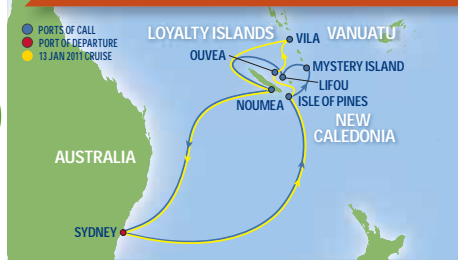 PORTS OF CALL
PORT OF DEPARTURE
13 JAN 2011 CRUISE
LOYALTY ISLANDS
VILA
VANUATU
OUVEA
MYSTERY ISLAND
LIFOU
ISLE OF PINES
NOUMEA
NEW
CALEDONIA
AUSTRALIA
SYDNEY